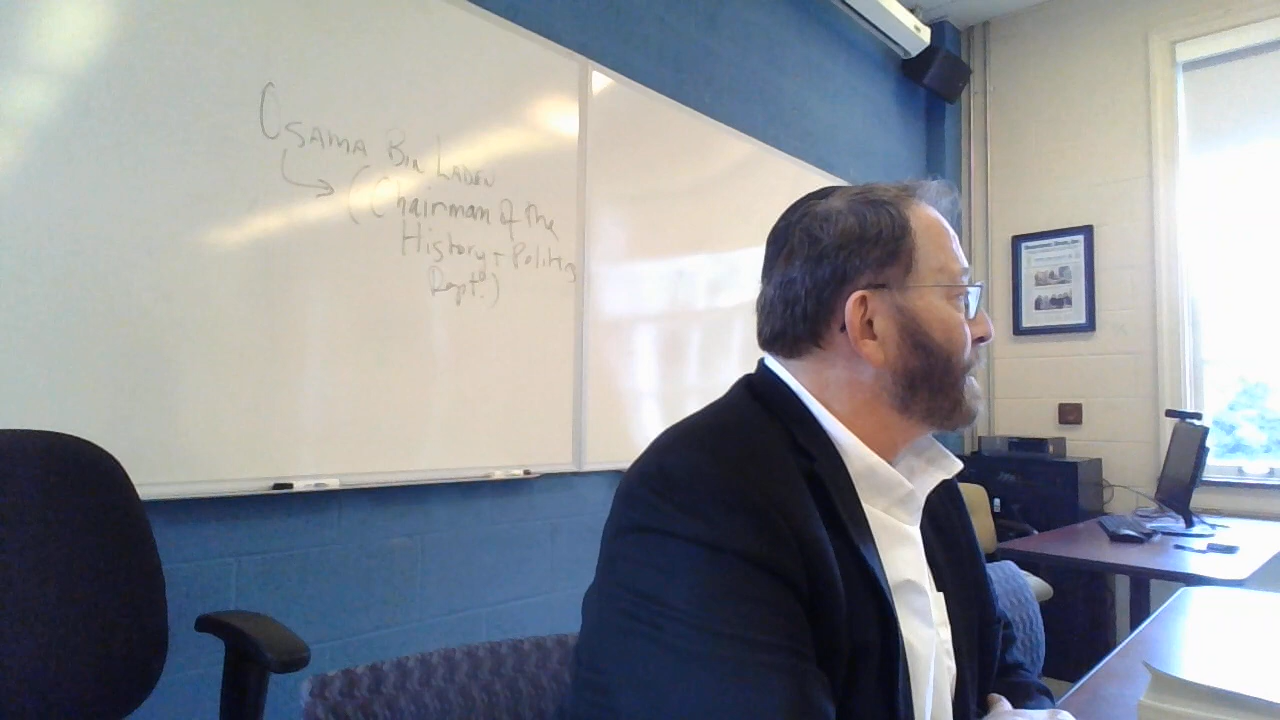 OSAMA BIN LADEN
(Chairman of the
History + Politics
Dept.)